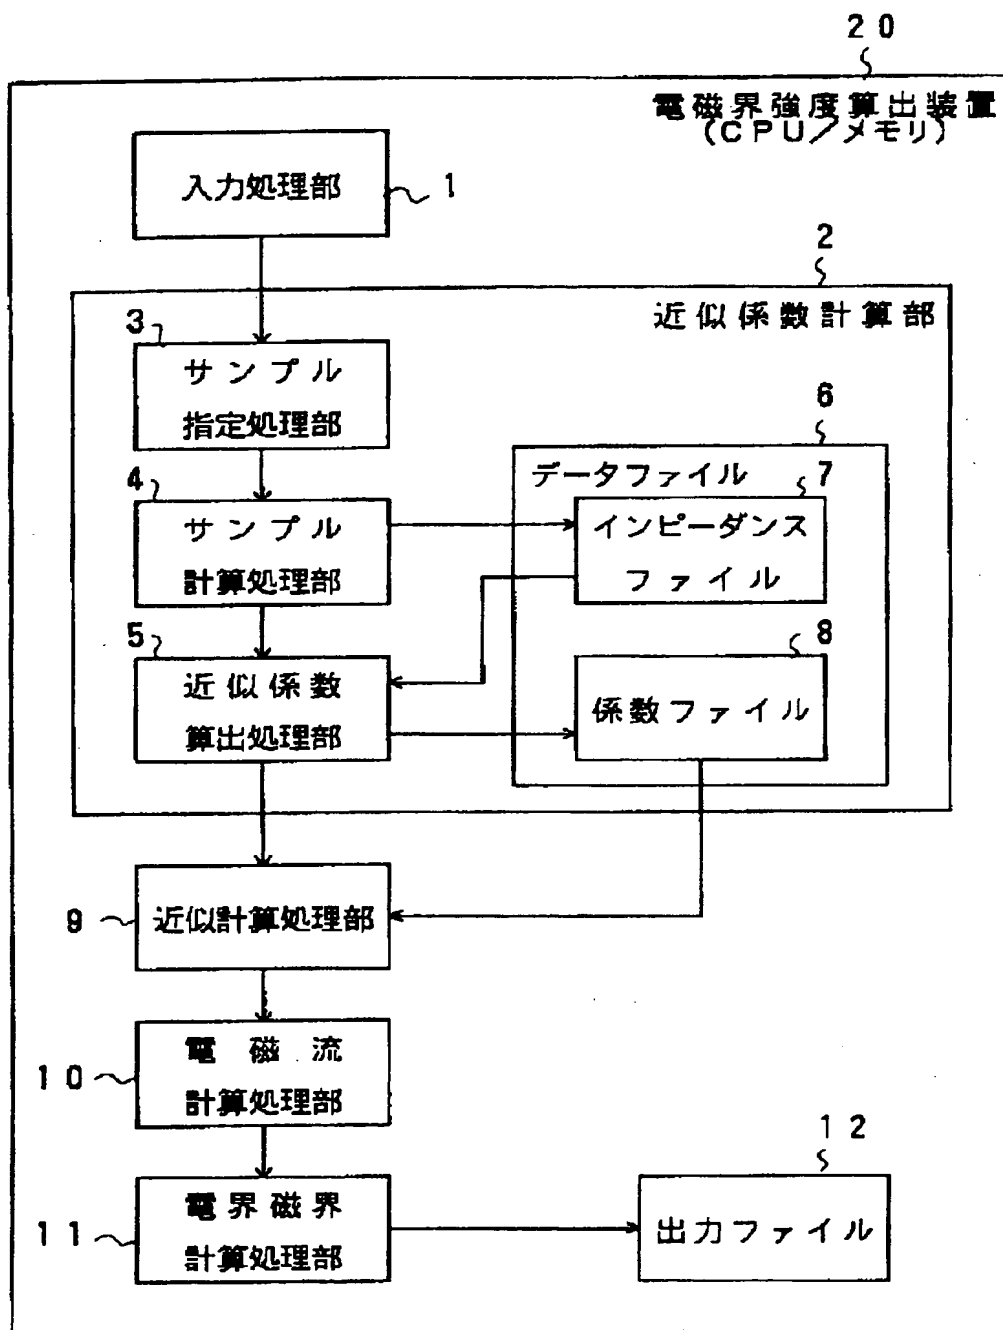 20
電磁界強度算出装置
(CPU/メモリ)
入力処理部
1
2
近似係数計算部
3
サンプル
指定処理部
6
データファイル
4
サンプル
計算処理部
7
インピーダンス
ファイル
5
近似係数
算出処理部
8
係数ファイル
9
近似計算処理部
10
電磁流
計算処理部
12
11
電界磁界
計算処理部
出力ファイル